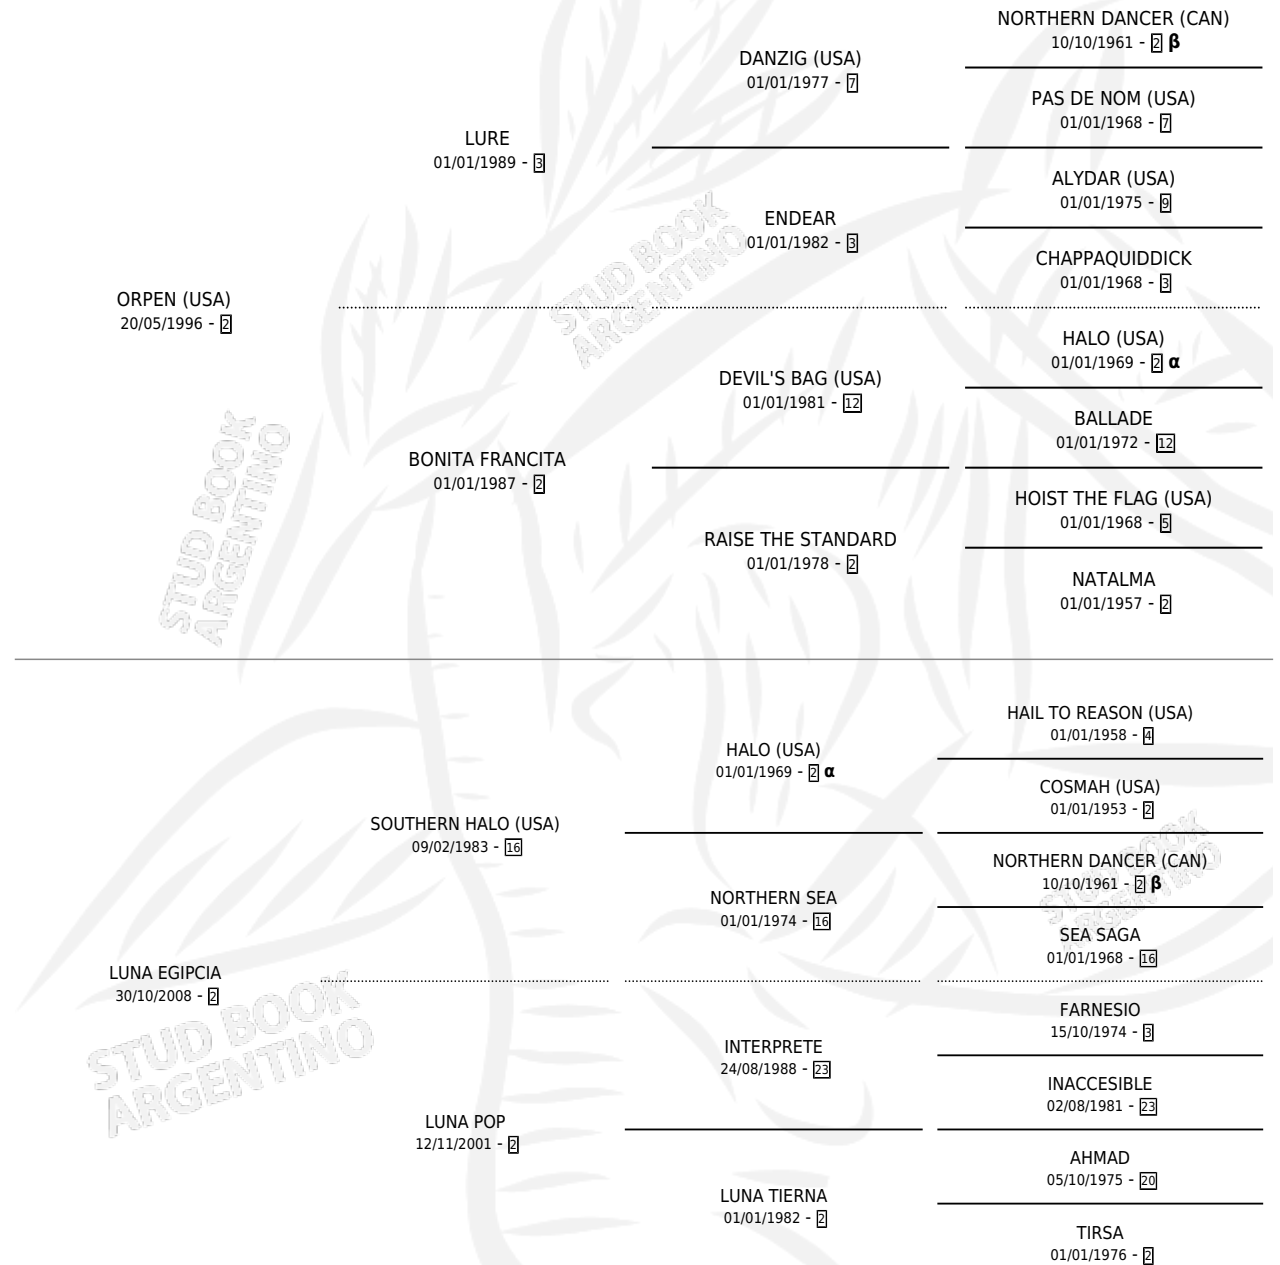 NORTHERN DANCER (CAN)
10/10/1961 - 2 β
DANZIG (USA)
01/01/1977 - 7
PAS DE NOM (USA)
01/01/1968 - 7
LURE
01/01/1989 - 3
ALYDAR (USA)
01/01/1975 - 9
ENDEAR
01/01/1982 - 3
CHAPPAQUIDDICK
01/01/1968 - 3
STUD BOOK
ARGENTINO
ORPEN (USA)
20/05/1996 - 2
HALO (USA)
01/01/1969 - 2 α
DEVIL'S BAG (USA)
01/01/1981 - 12
BALLADE
01/01/1972 - 12
BONITA FRANCITA
01/01/1987 - 2
HOIST THE FLAG (USA)
01/01/1968 - 5
RAISE THE STANDARD
01/01/1978 - 2
NATALMA
01/01/1957 - 2
STUD BOOK
ARGENTINO
HAIL TO REASON (USA)
01/01/1958 - 4
HALO (USA)
01/01/1969 - 2 α
COSMAH (USA)
01/01/1953 - 2
SOUTHERN HALO (USA)
09/02/1983 - 16
NORTHERN DANCER (CAN)
10/10/1961 - 2 β
NORTHERN SEA
01/01/1974 - 16
SEA SAGA
01/01/1968 - 16
STUD BOOK
ARGENTINO
LUNA EGIPCIA
30/10/2008 - 2
FARNESIO
15/10/1974 - 3
INTERPRETE
24/08/1988 - 23
INACCESIBLE
02/08/1981 - 23
LUNA POP
12/11/2001 - 2
AHMAD
05/10/1975 - 20
LUNA TIERNA
01/01/1982 - 2
TIRSA
01/01/1976 - 2
STUD BOOK
ARGENTINO